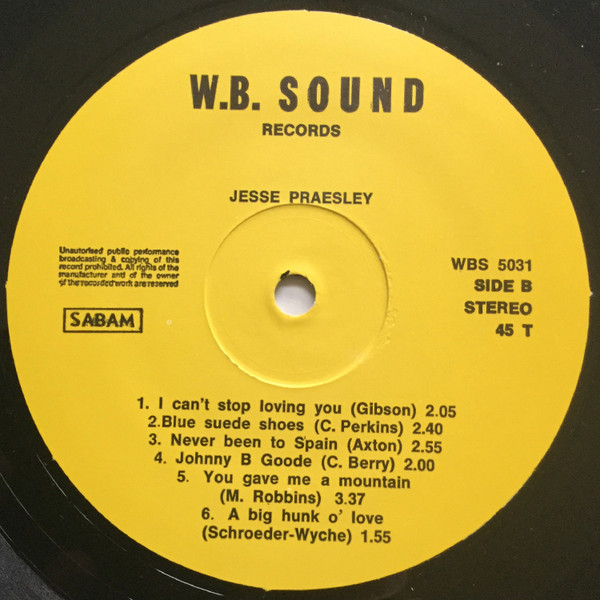 W.B. SOUND
RECORDS
JESSE PRAESLEY
Unautorised public performance
broadcasting & copying of this
record prohibited. All rights of the
manufacturer and of the owner
of the recorded work are reserved
SABAM
WBS 5031
SIDE B
STEREO
45 T
1. I can't stop loving you (Gibson) 2.05
2.Blue suede shoes (C. Perkins) 2.40
3. Never been to Spain (Axton) 2.55
4. Johnny B Goode (C. Berry) 2.00
5. You gave me a mountain
(M. Robbins) 3.37
6. A big hunk o' love
(Schroeder-Wyche) 1.55